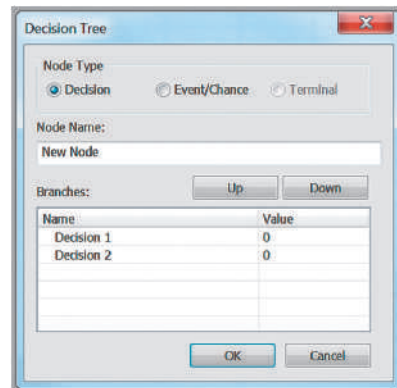 Decision Tree
Node Type
Decision Event/Chance Terminal
Node Name:
New Node
Branches: Up Down
Name Value
Decision 1 0
Decision 2 0
OK Cancel